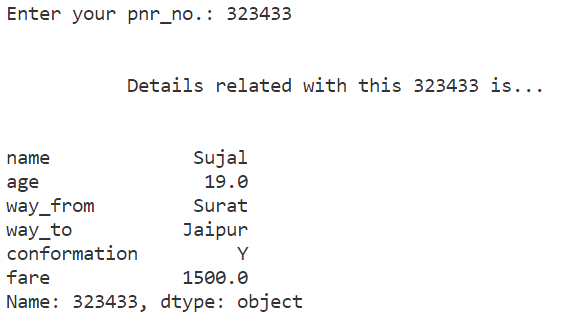 Enter your pnr_no.: 323433
Details related with this 323433 is...
name Sujal
age 19.0
way_from Surat
way_to Jaipur
conformation Y
fare 1500.0
Name: 323433, dtype: object